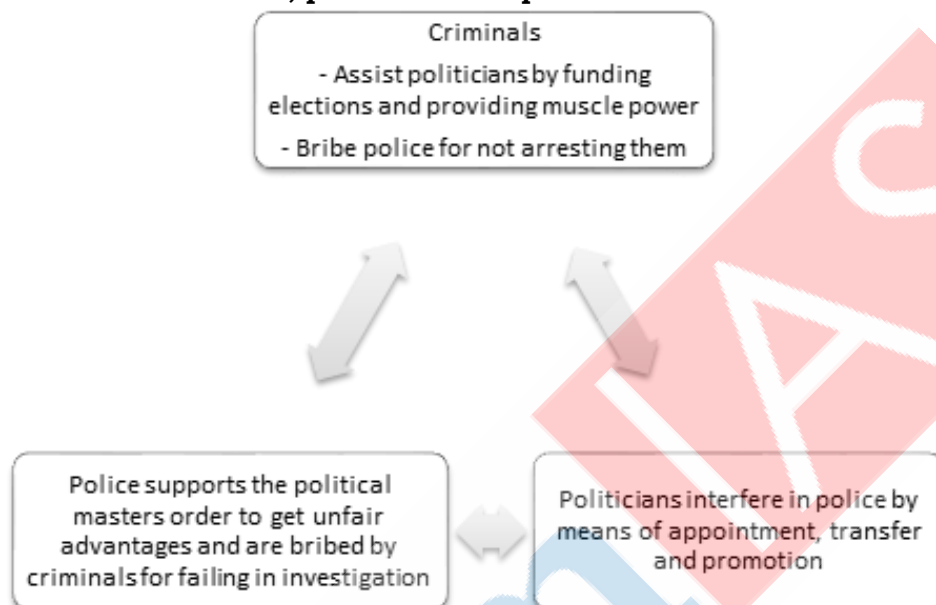 Criminals
- Assist politicians by funding
elections and providing muscle power
- Bribe police for not arresting them
Police supports the political
masters order to get unfair
advantages and are bribed by
criminals for failing in investigation
Politicians interfere in police by
means of appointment, transfer
and promotion